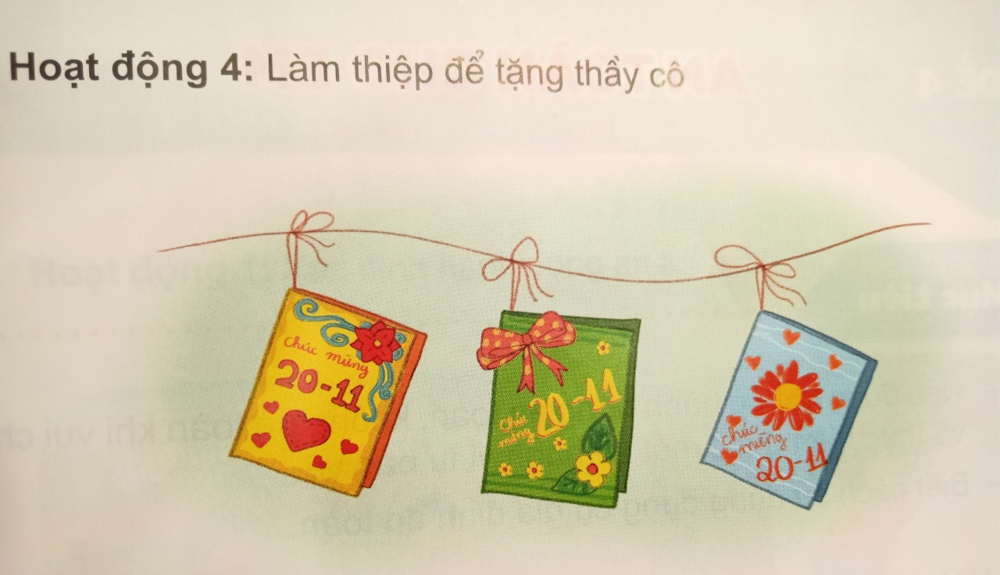 Hoạt động 4: Làm thiệp để tặng thầy cô
chúc mừng
20-11
Chúc
mừng
20-11
chúc
mừng
20-11